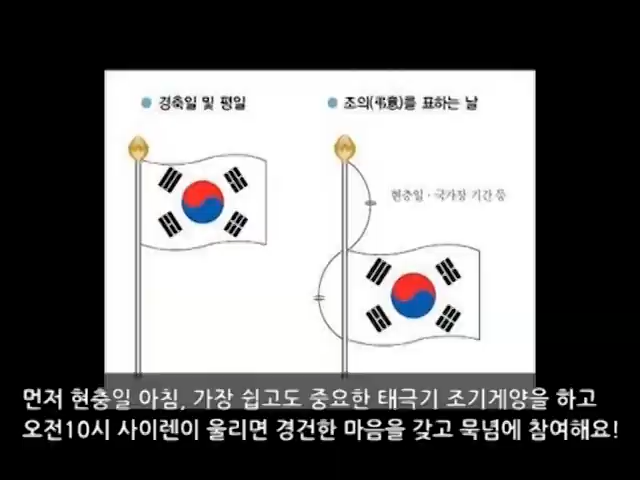 경축일 및 평일
조의(弔意)를 표하는 날
현충일·국가장 기간 등
먼저 현충일 아침, 가장 쉽고도 중요한 태극기 조기게양을 하고
오전10시 사이렌이 울리면 경건한 마음을 갖고 묵념에 참여해요!